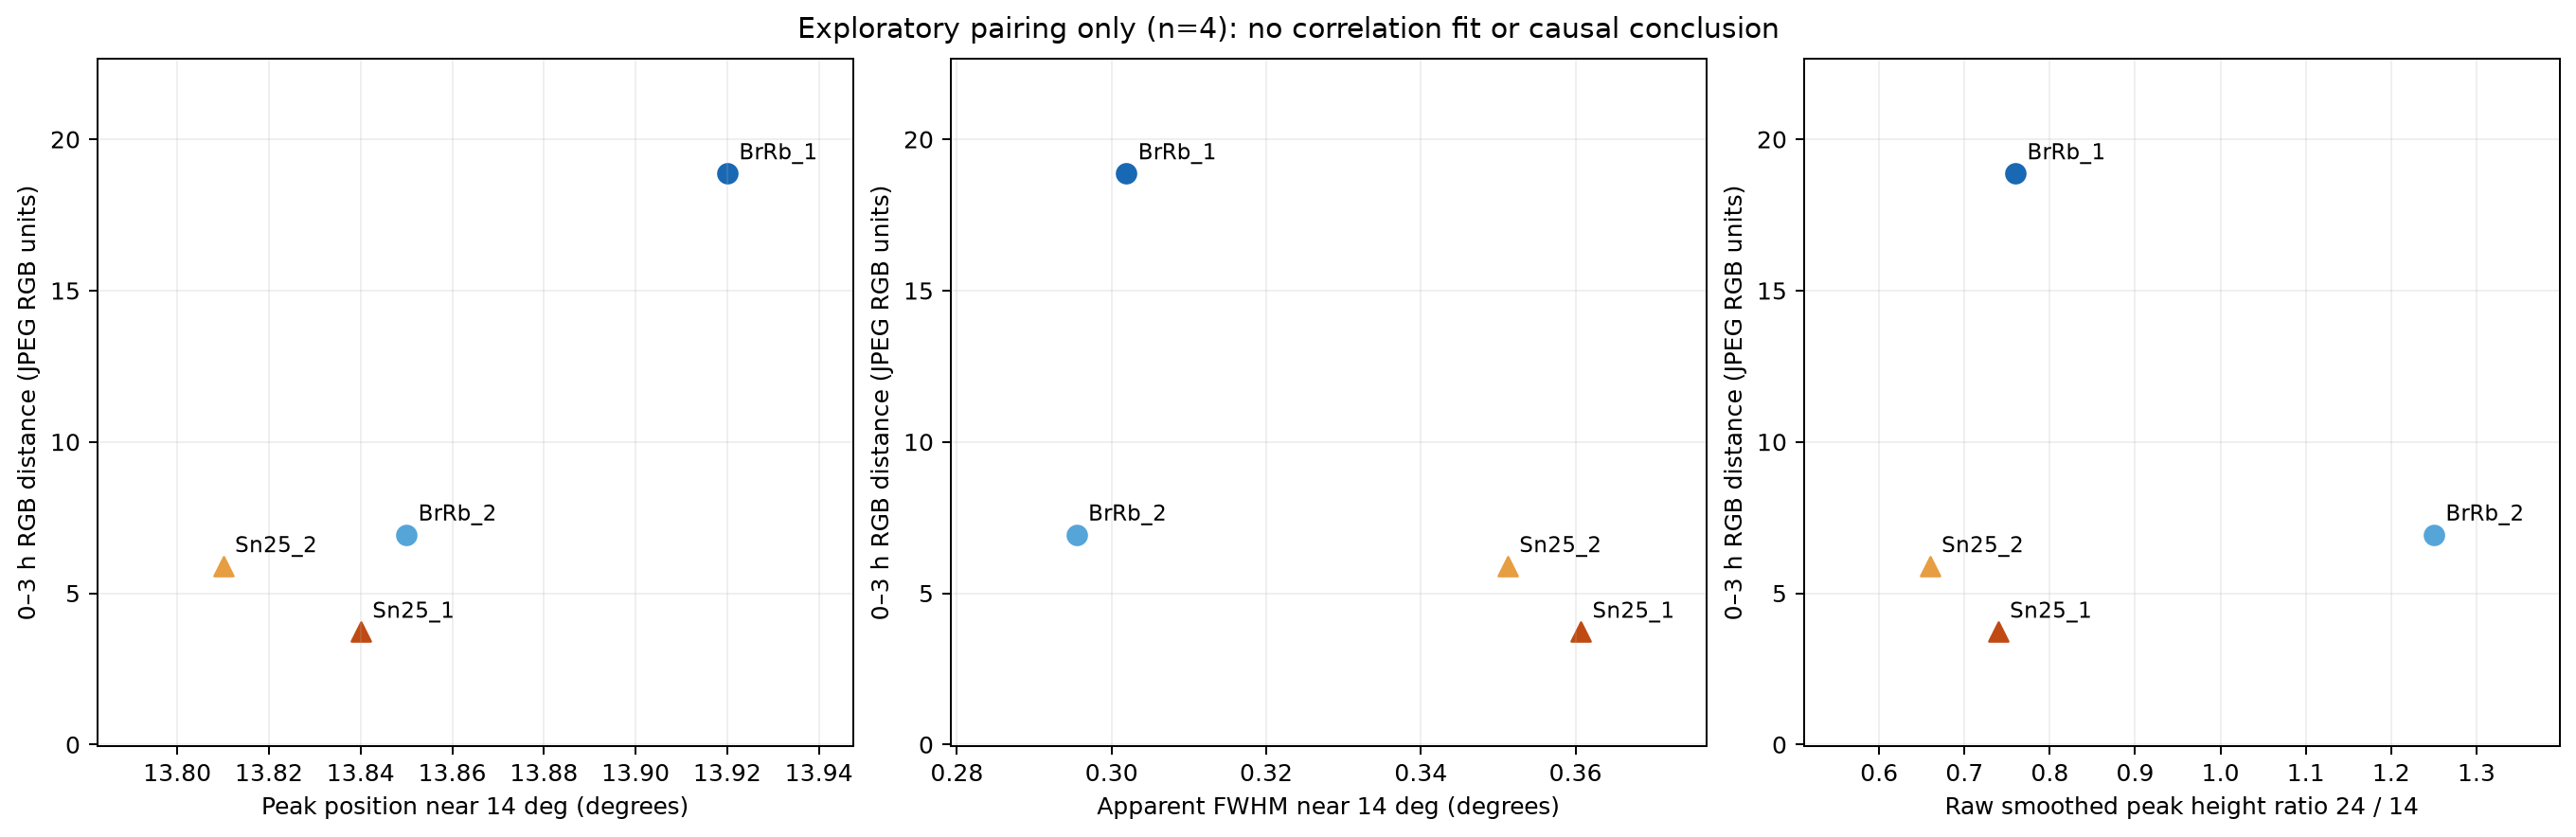 Exploratory pairing only (n=4): no correlation fit or causal conclusion
0–3 h RGB distance (JPEG RGB units)
20
15
10
5
0
BrRb_1
BrRb_2
Sn25_2
Sn25_1
13.80 13.82 13.84 13.86 13.88 13.90 13.92 13.94
Peak position near 14 deg (degrees)
0–3 h RGB distance (JPEG RGB units)
20
15
10
5
0
BrRb_1
BrRb_2
Sn25_2
Sn25_1
0.28 0.30 0.32 0.34 0.36
Apparent FWHM near 14 deg (degrees)
0–3 h RGB distance (JPEG RGB units)
20
15
10
5
0
BrRb_1
BrRb_2
Sn25_2
Sn25_1
0.6 0.7 0.8 0.9 1.0 1.1 1.2 1.3
Raw smoothed peak height ratio 24 / 14